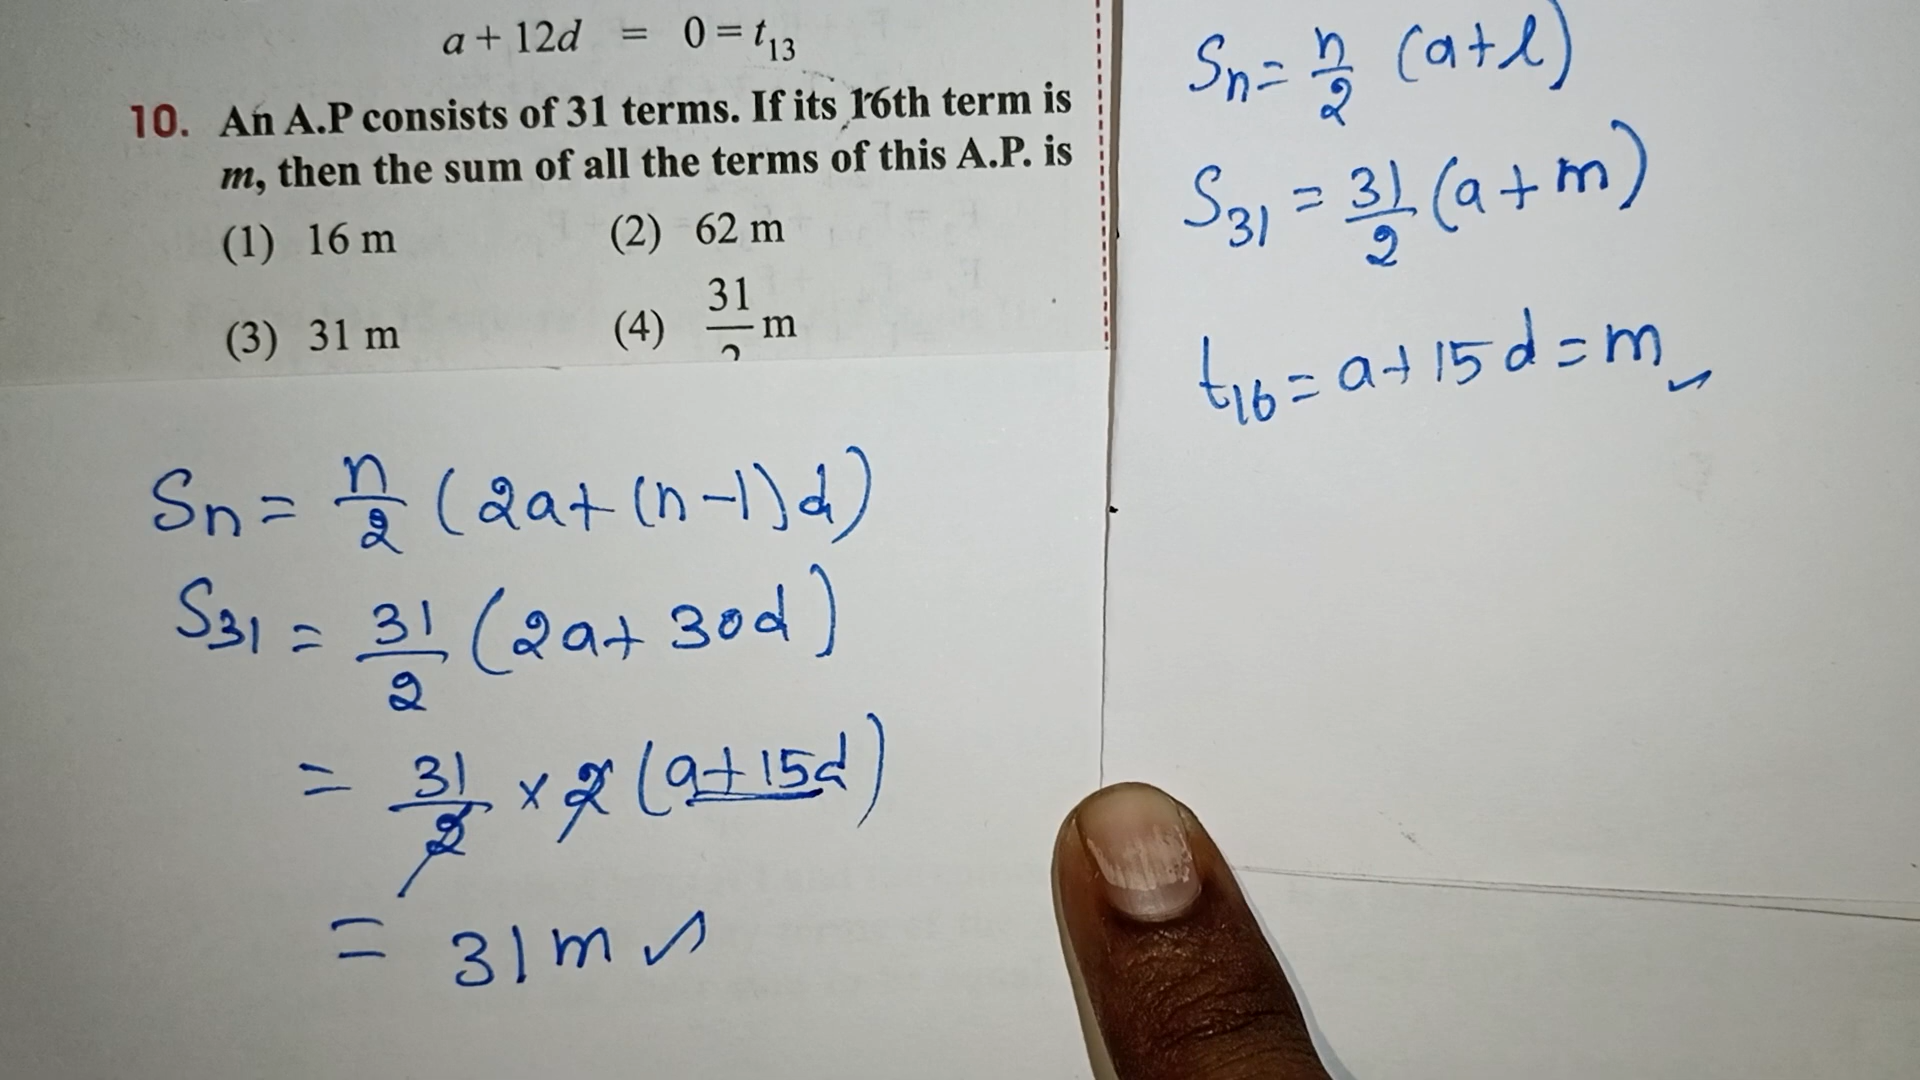 a + 12d = 0 = t13
10. An A.P consists of 31 terms. If its 16th term is
m, then the sum of all the terms of this A.P. is
(1) 16 m (2) 62 m
(3) 31 m (4) 31/2 m
Sn = n/2 (2a + (n-1)d)
S31 = 31/2 (2a + 30d)
= 31/2 × 2 (a + 15d)
= 31 m
Sn = n/2 (a + l)
S31 = 31/2 (a + m)
t16 = a + 15d = m